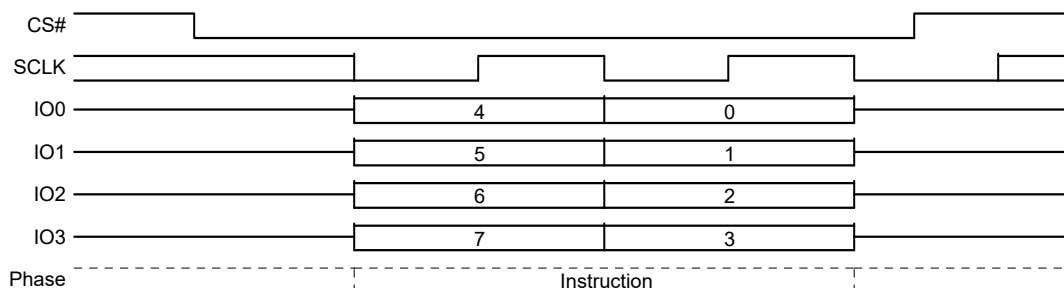 CS#
SCLK
IO0 4 0
IO1 5 1
IO2 6 2
IO3 7 3
Phase Instruction